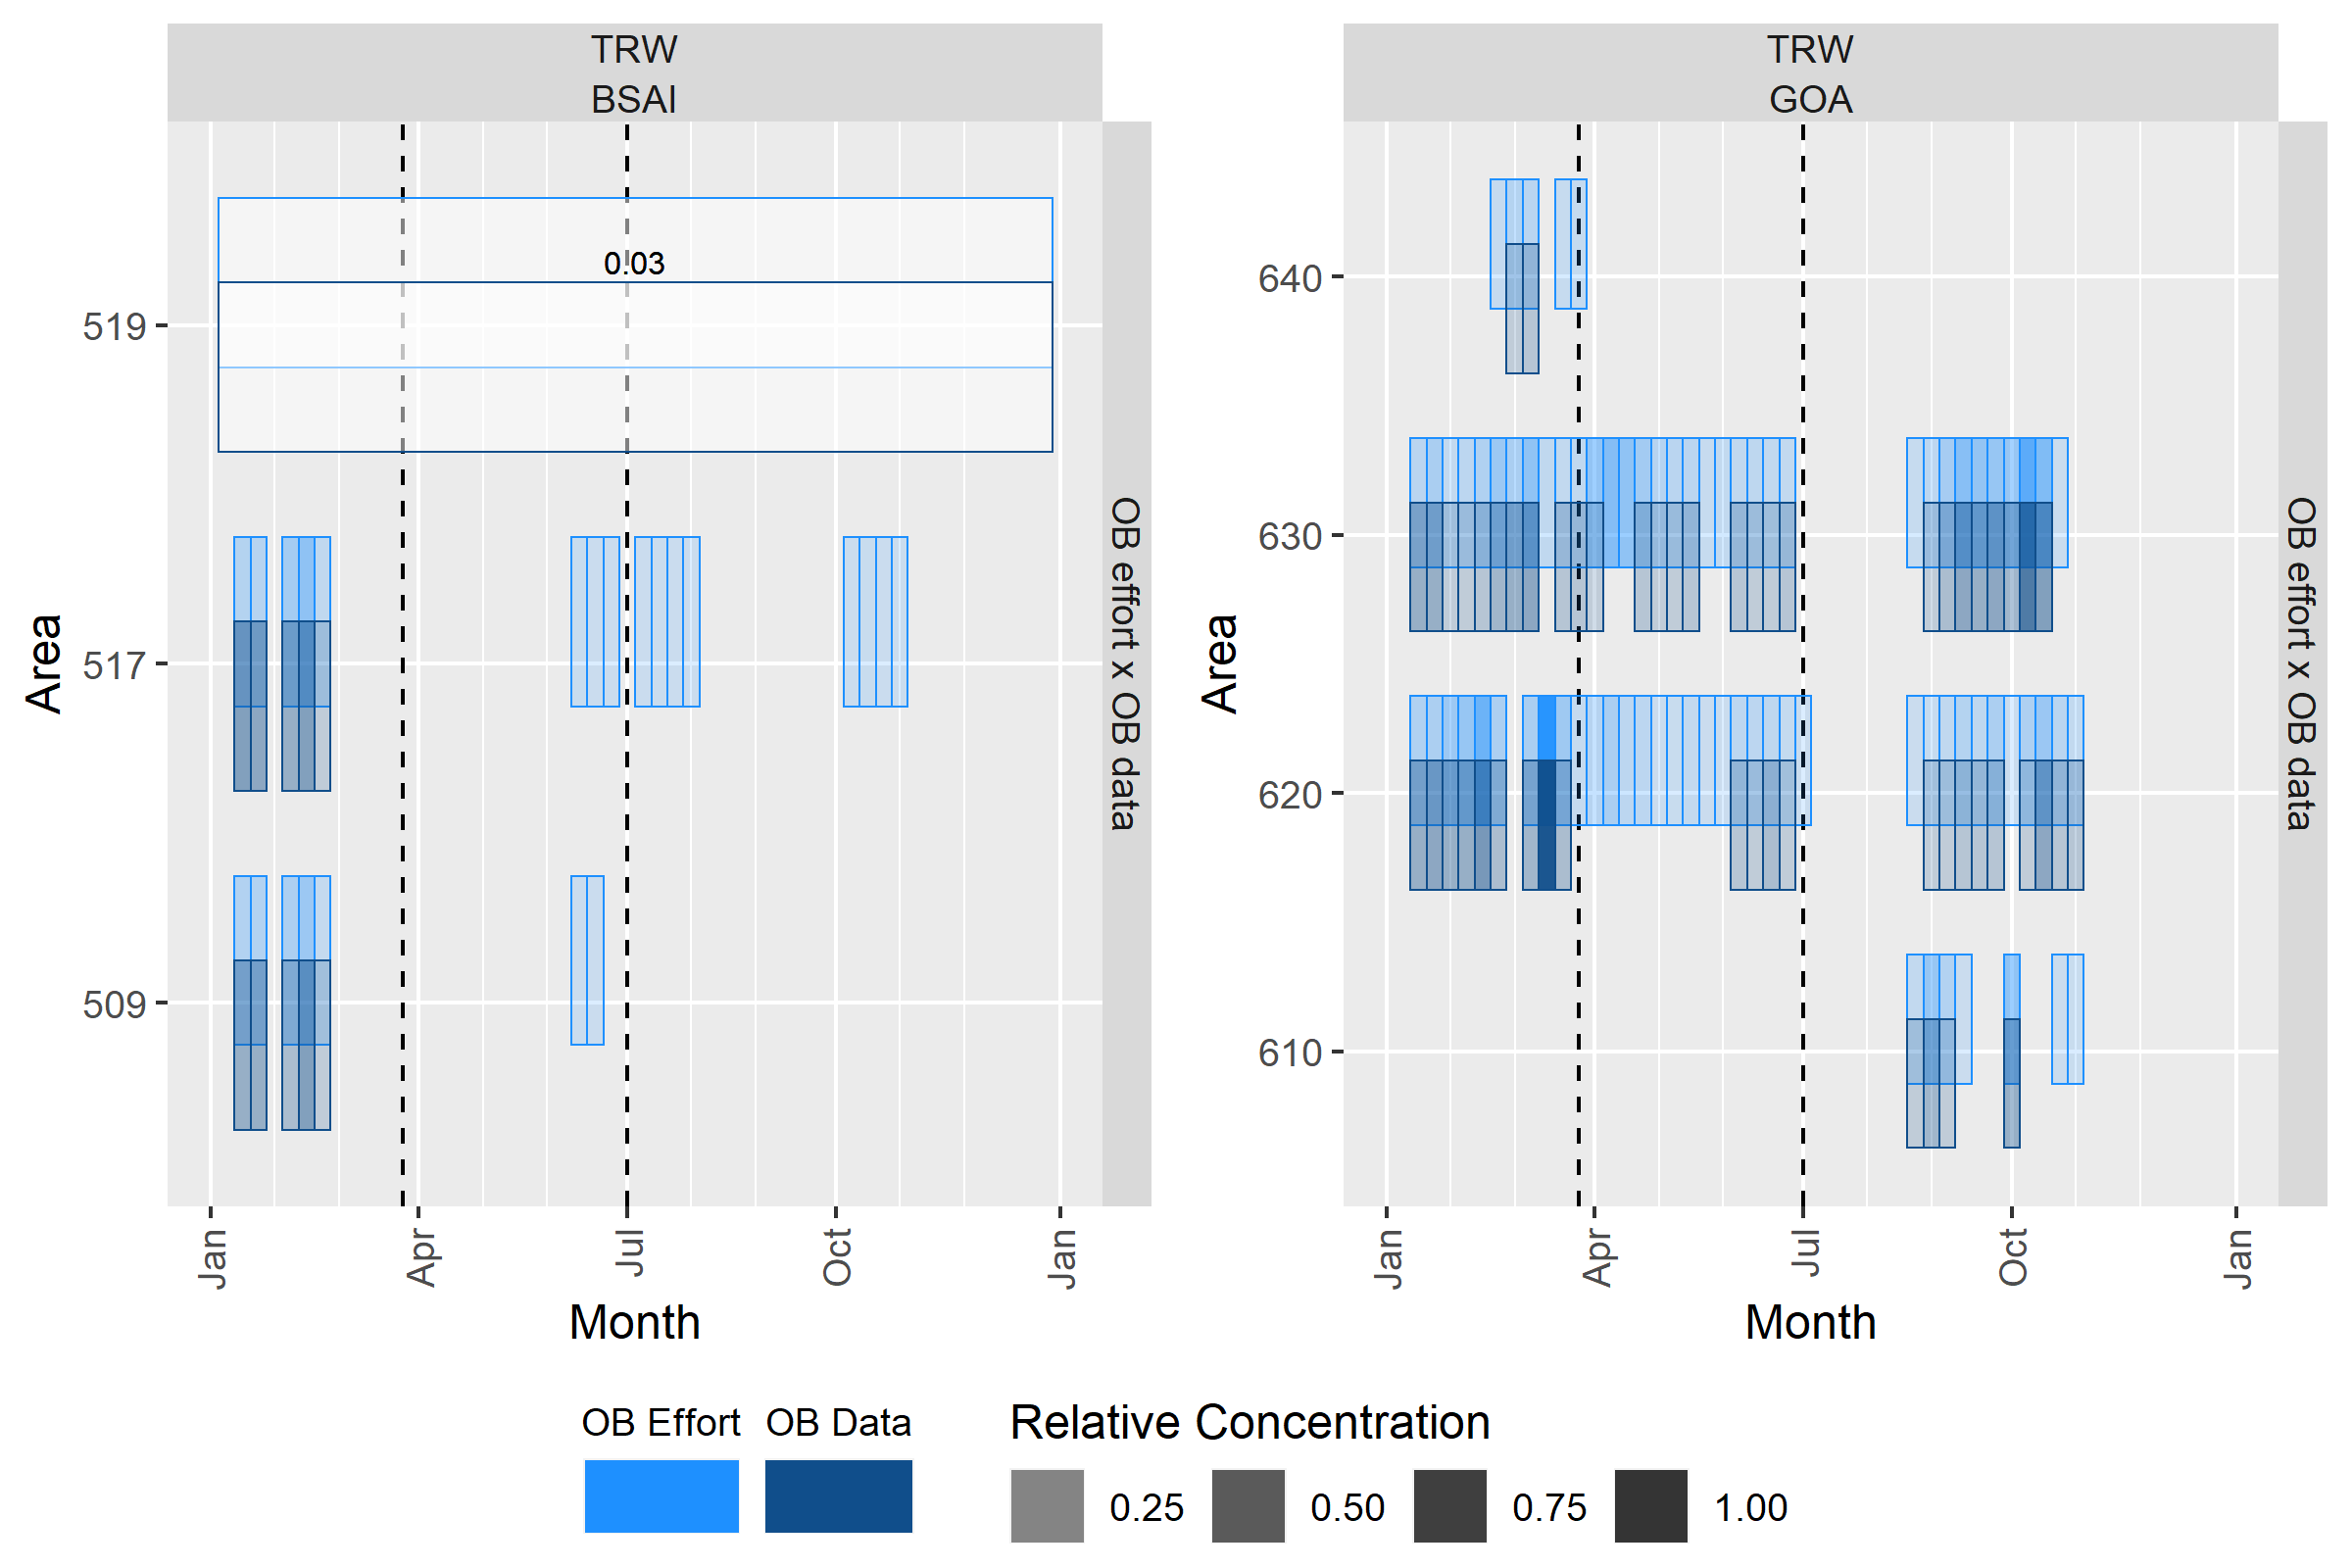 TRW
BSAI
0.03
519
517
509
Area
OB effort x OB data
Jan
Apr
Jul
Oct
Jan
Month
TRW
GOA
640
630
620
610
Area
OB effort x OB data
Jan
Apr
Jul
Oct
Jan
Month
OB Effort OB Data
Relative Concentration
0.25 0.50 0.75 1.00